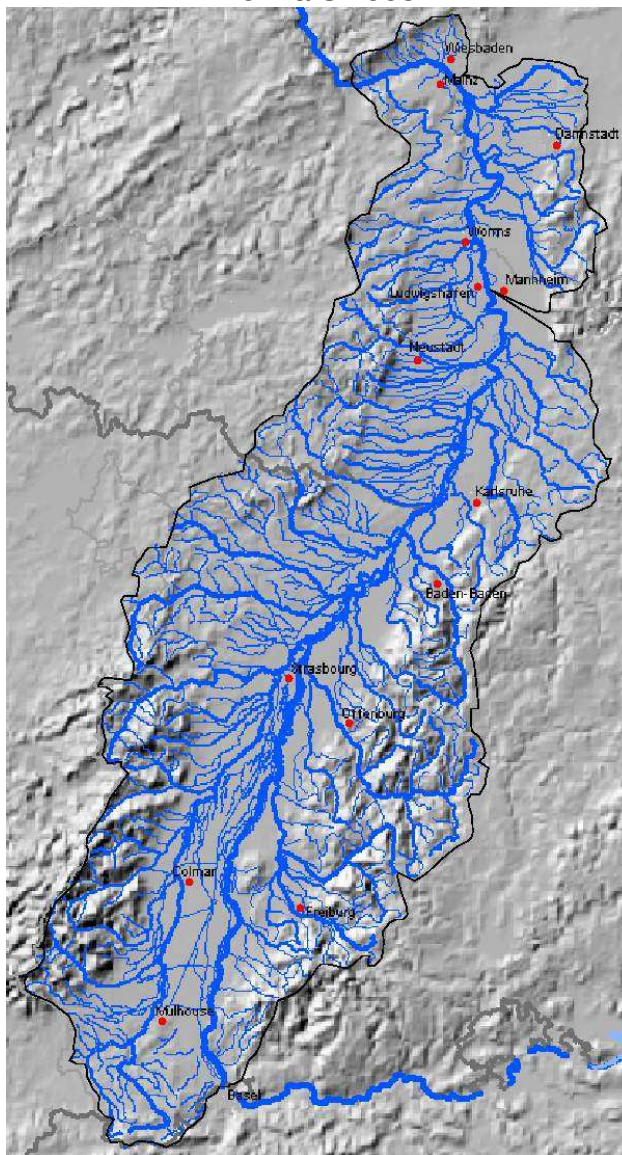 Wiesbaden
Mainz
Darmstadt
Worms
Mannheim
Ludwigshafen
Neustadt
Karlsruhe
Baden-Baden
Strasbourg
Offenburg
Colmar
Freiburg
Mulhouse
Basel